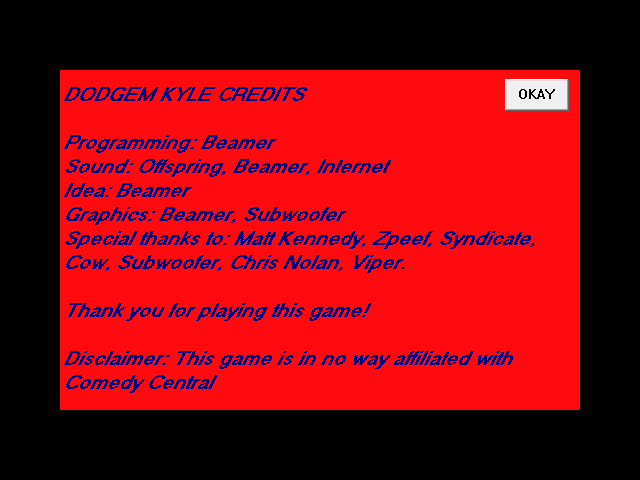 DODGEM KYLE CREDITS
OKAY
Programming: Beamer
Sound: Offspring, Beamer, Internet
Idea: Beamer
Graphics: Beamer, Subwoofer
Special thanks to: Matt Kennedy, Zpeef, Syndicate,
Cow, Subwoofer, Chris Nolan, Viper.
Thank you for playing this game!
Disclaimer: This game is in no way affiliated with
Comedy Central